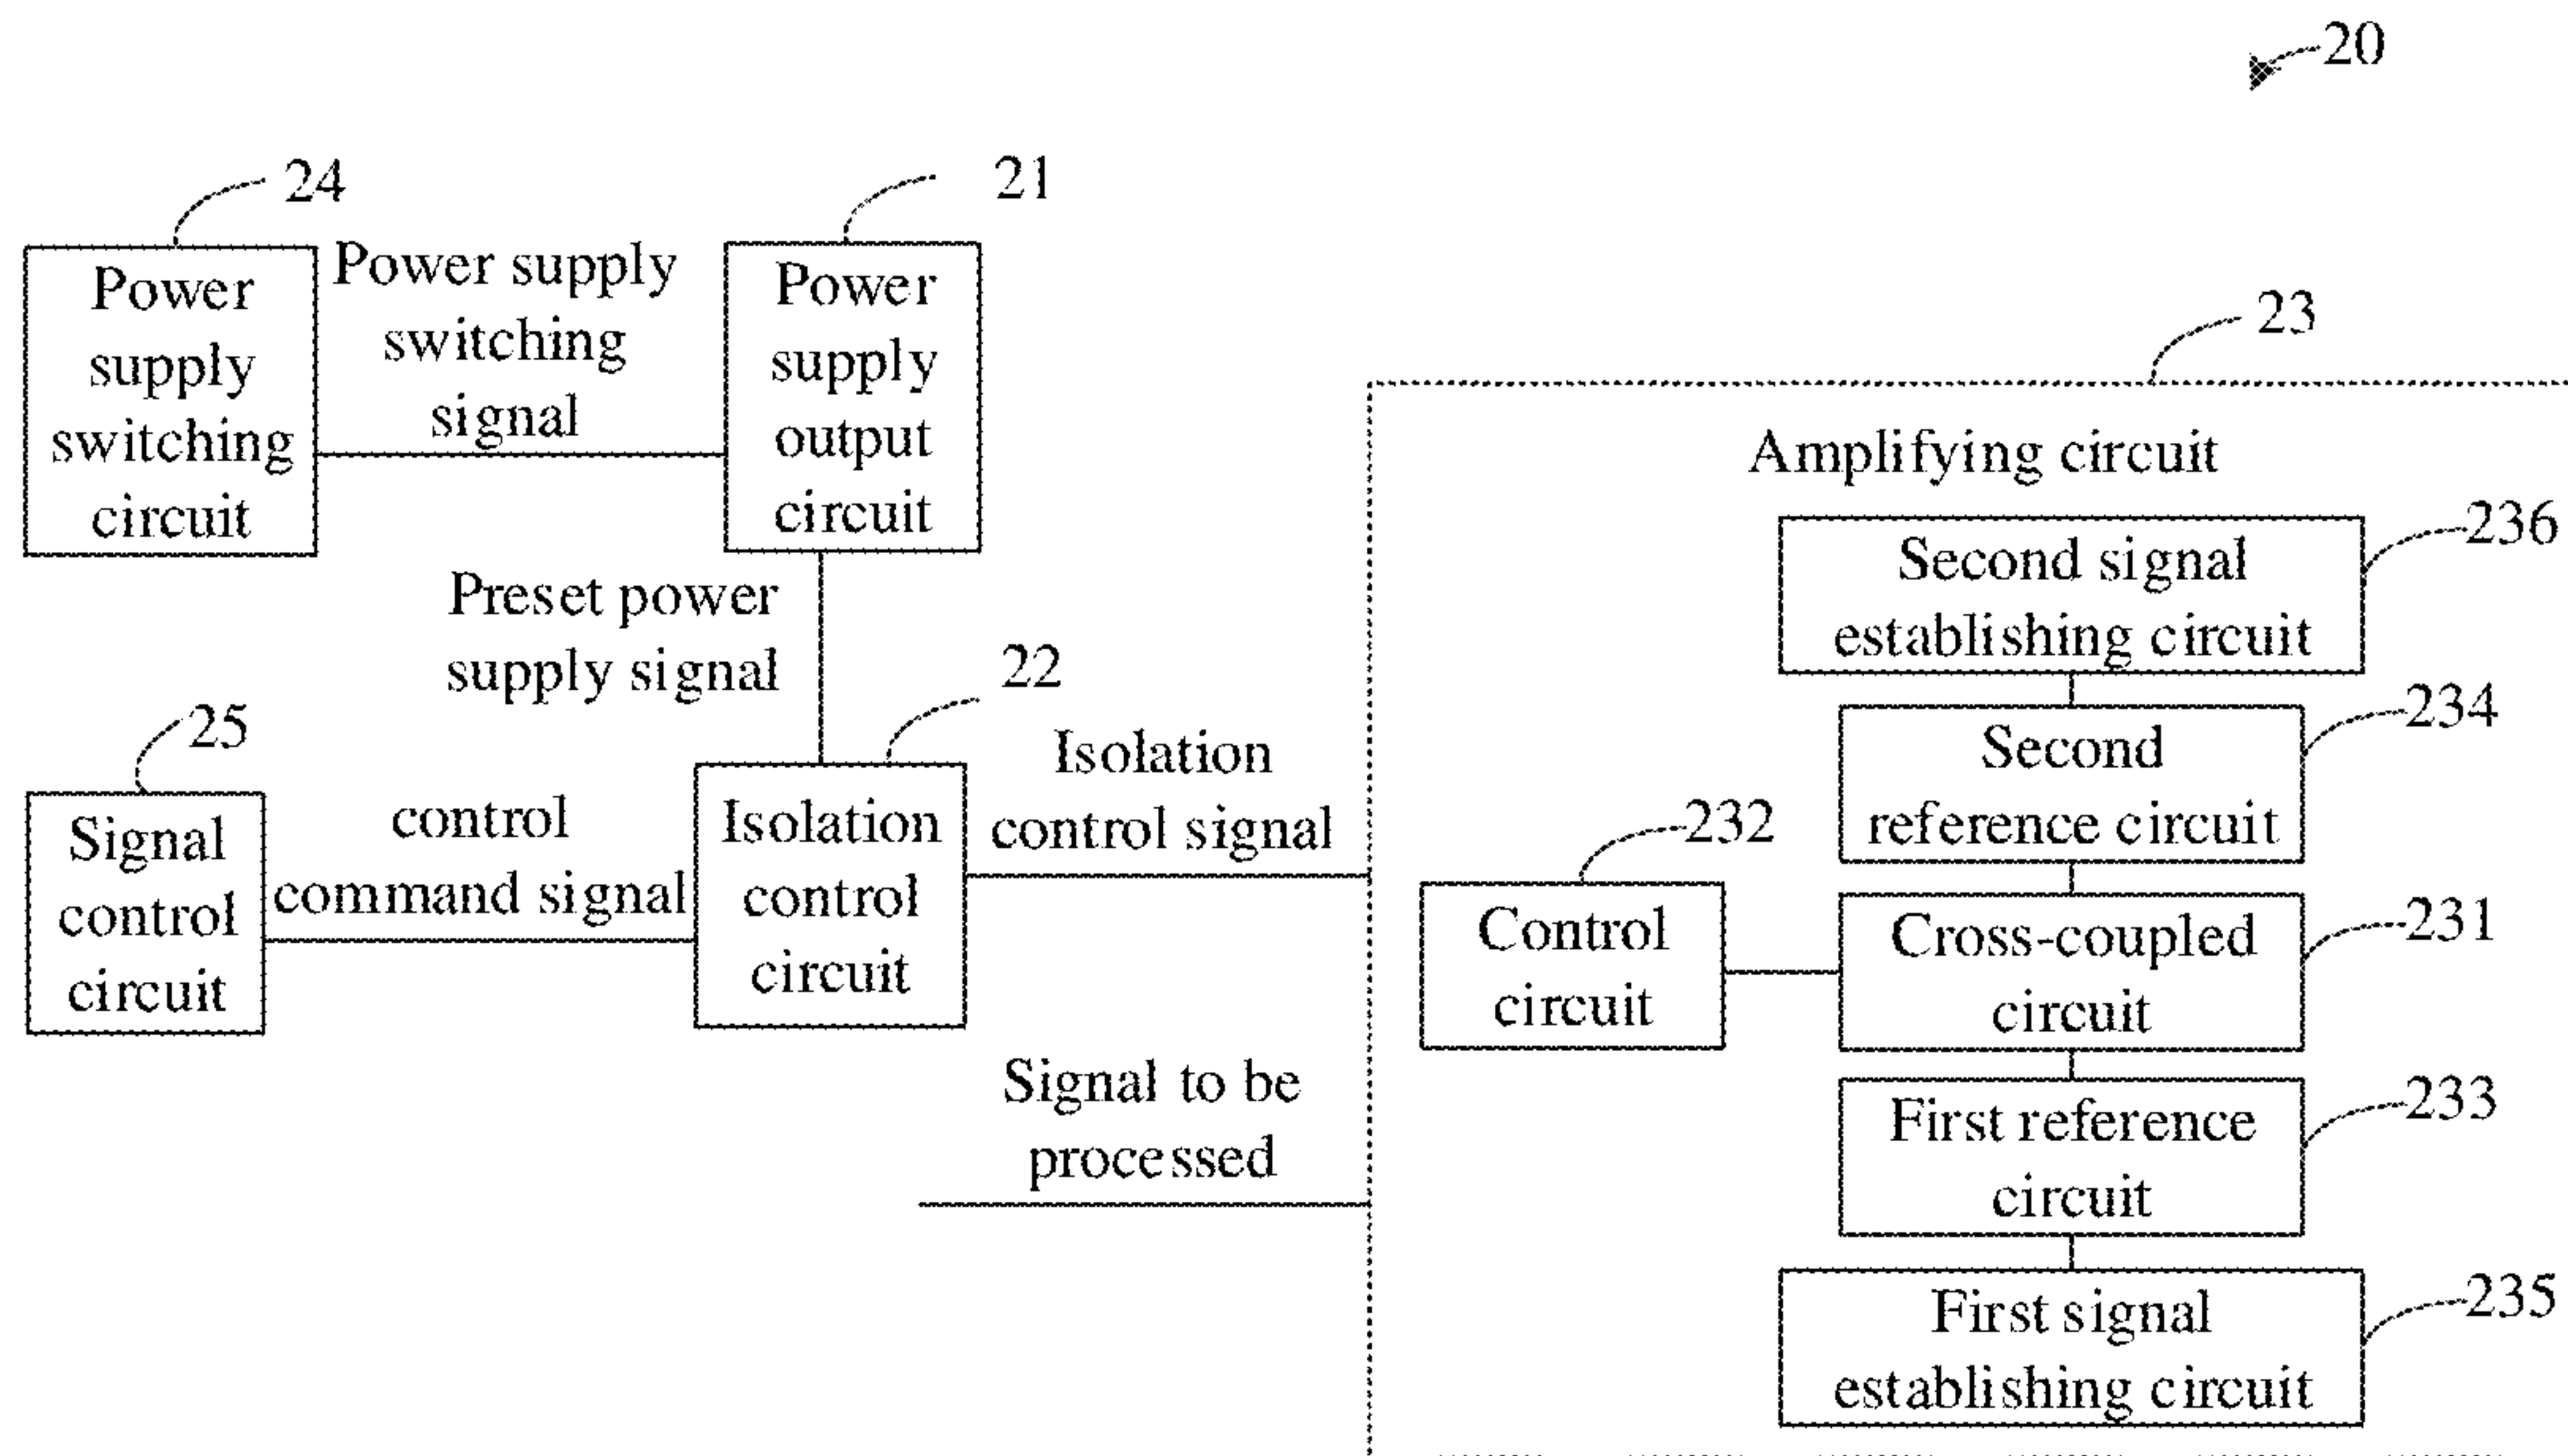 20
24
21
Power
supply
switching
circuit
Power supply
switching
signal
Power
supply
output
circuit
23
Amplifying circuit
236
Second signal
establishing circuit
Preset power
supply signal
22
234
Second
reference circuit
25
Signal
control
circuit
control
command signal
Isolation
control
circuit
Isolation
control signal
232
Control
circuit
231
Cross-coupled
circuit
Signal to be
processed
233
First reference
circuit
235
First signal
establishing circuit